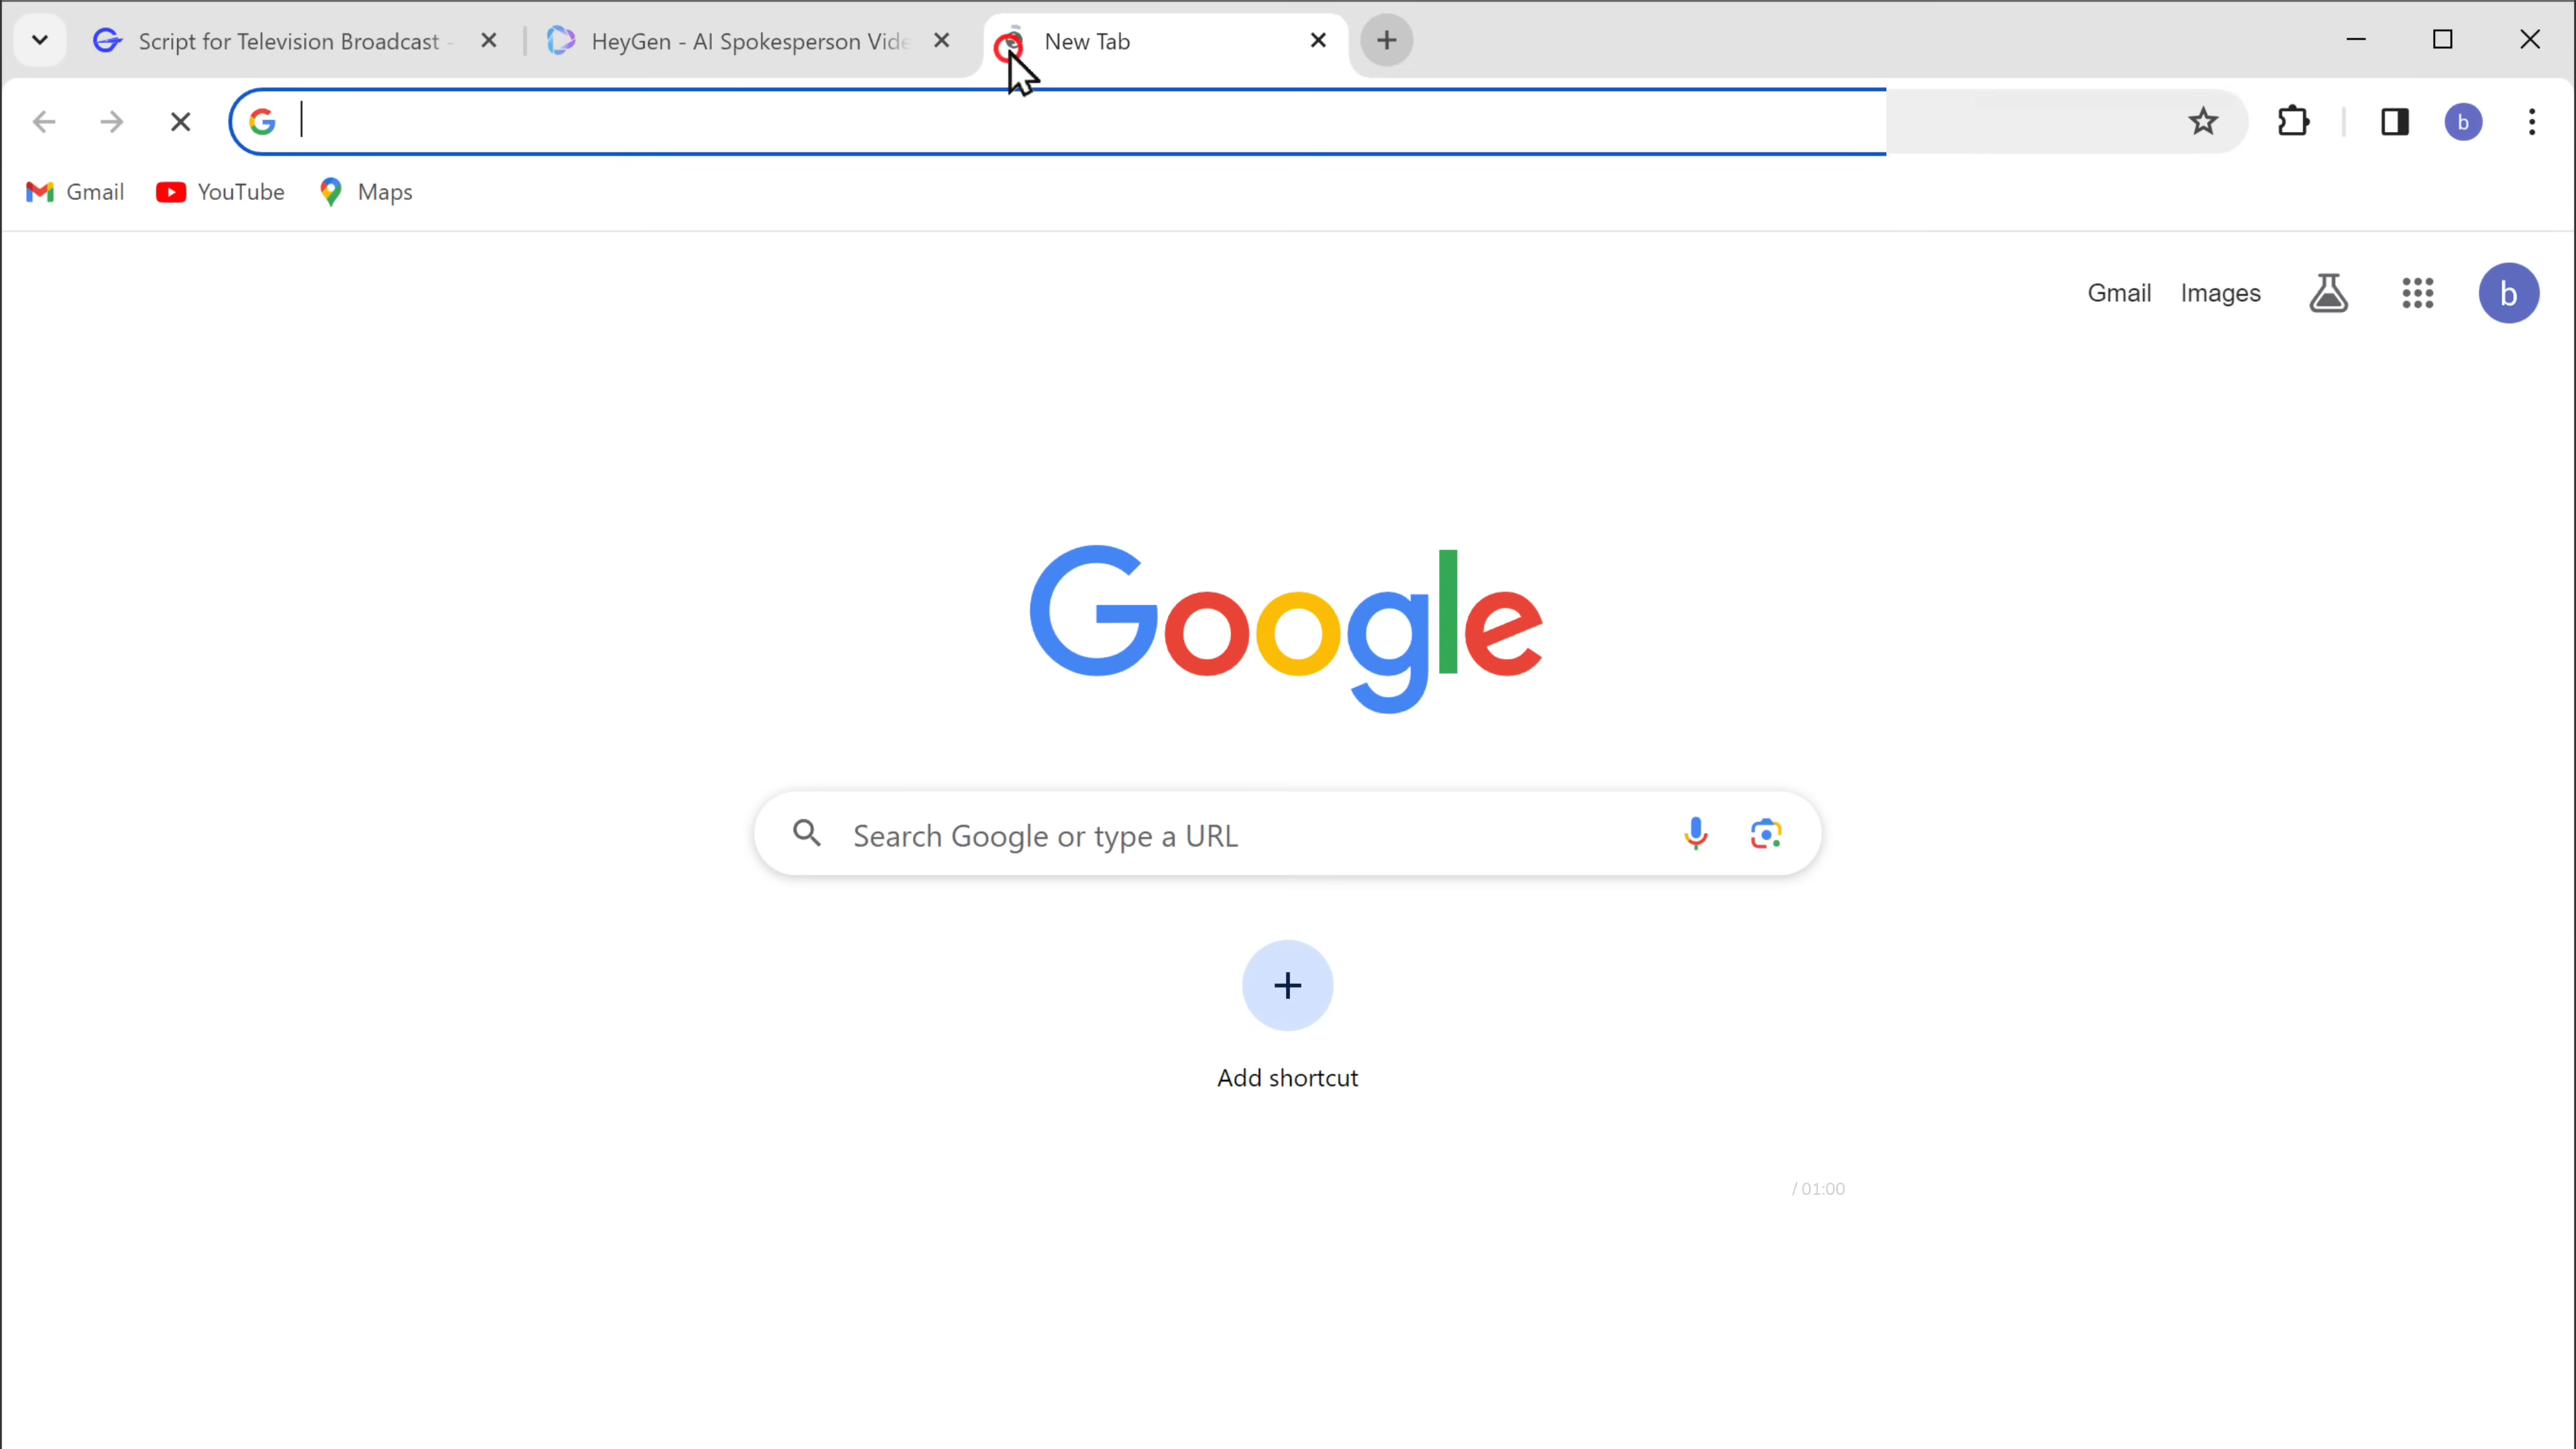 Script for Television Broadcast -
HeyGen - AI Spokesperson Vide
New Tab
b
Gmail
YouTube
Maps
Gmail
Images
b
Google
Search Google or type a URL
Add shortcut
/ 01:00